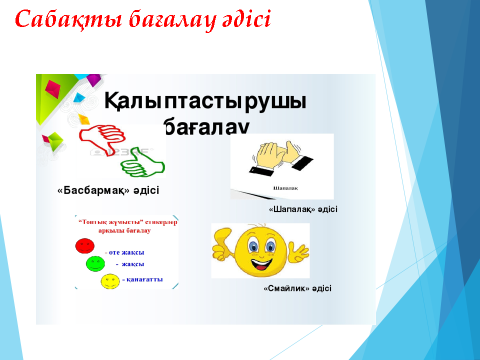 Сабақты бағалау әдісі
Қалыптастырушы
бағалау
«Басбармақ» әдісі
Шапалақ
«Шапалақ» әдісі
"Топтық жұмысты" стикерлер
арқылы бағалау
- өте жақсы
- жақсы
- қанағатты
«Смайлик» әдісі